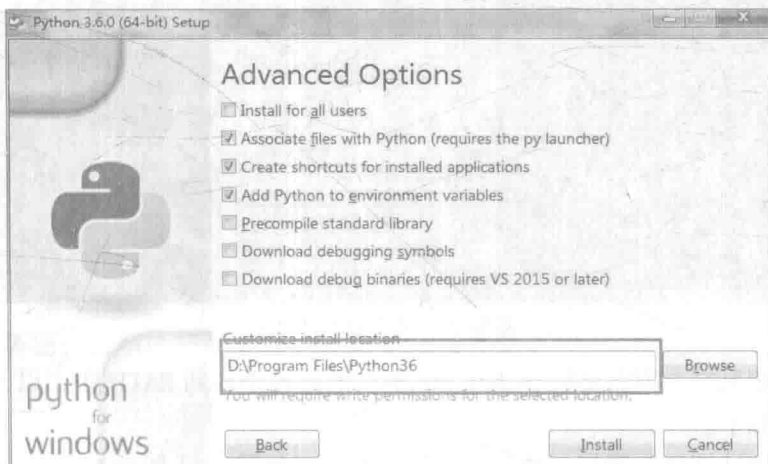 Python 3.6.0 (64-bit) Setup
Advanced Options
Install for all users
Associate files with Python (requires the py launcher)
Create shortcuts for installed applications
Add Python to environment variables
Precompile standard library
Download debugging symbols
Download debug binaries (requires VS 2015 or later)
Customize install location
D:\Program Files\Python36
Browse
You will require write permissions for the selected location.
python
for
windows
Back
Install
Cancel